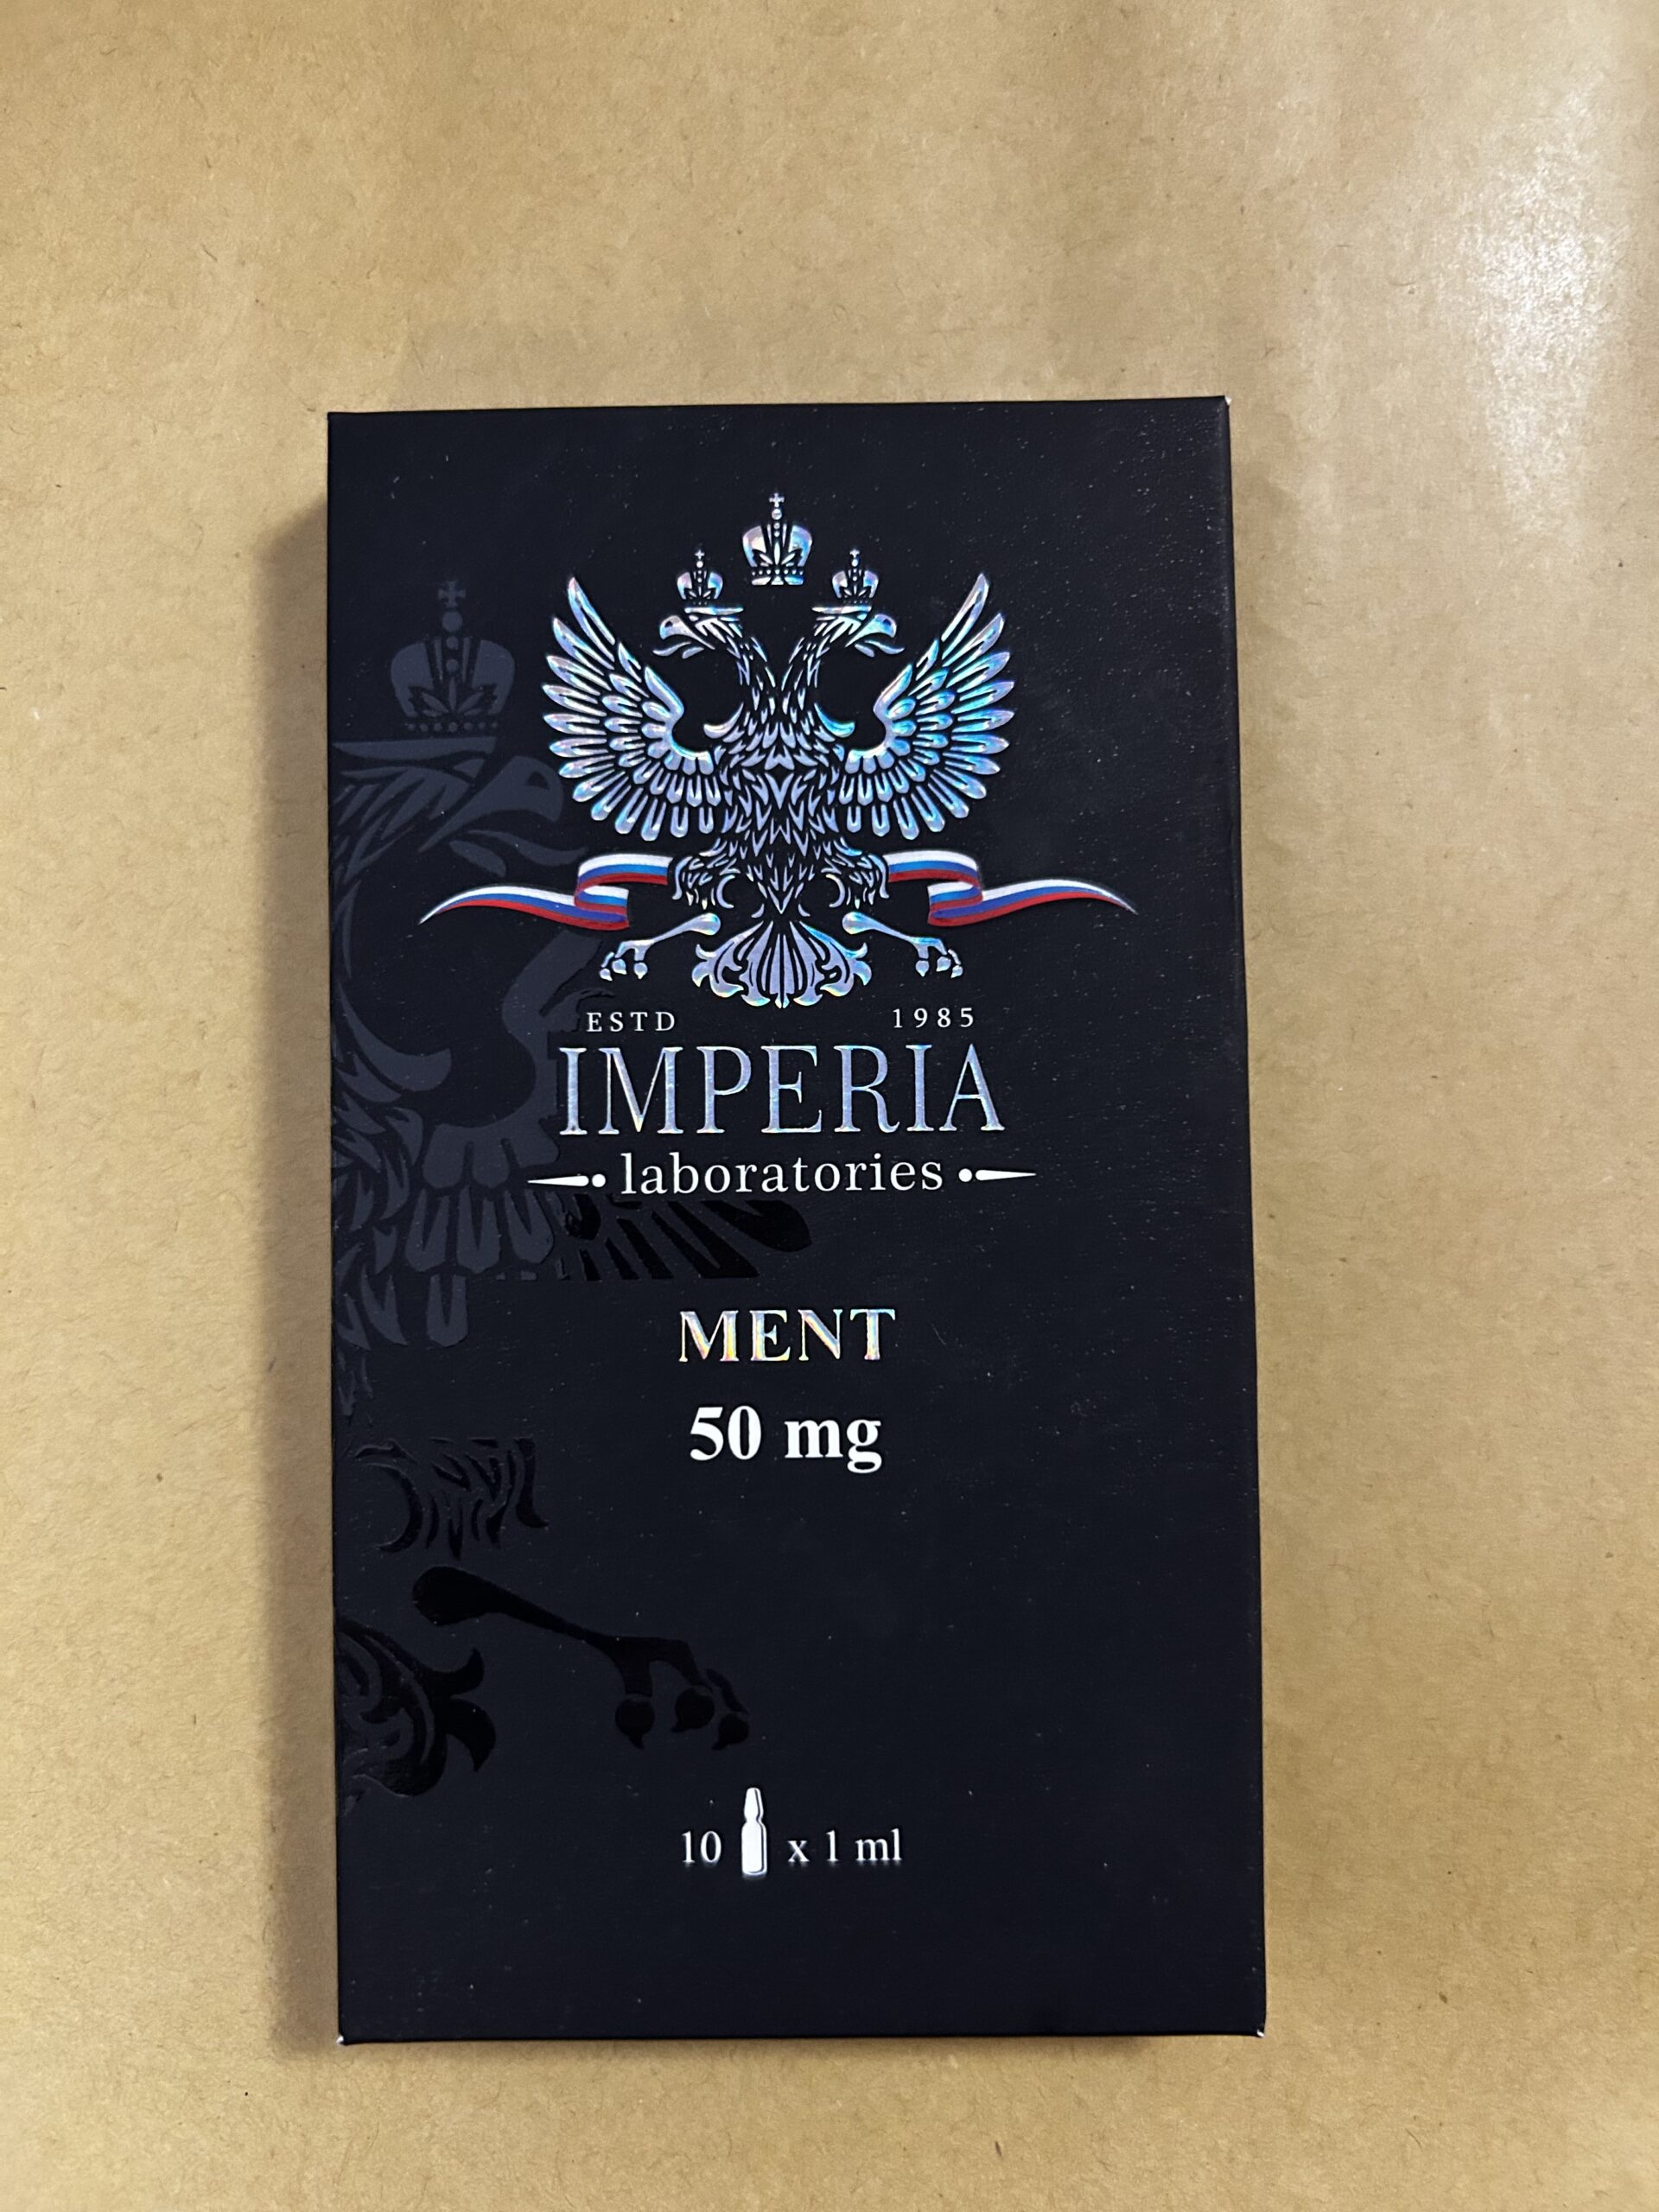 ESTD 1985
IMPERIA
laboratories
MENT
50 mg
10 x 1 ml